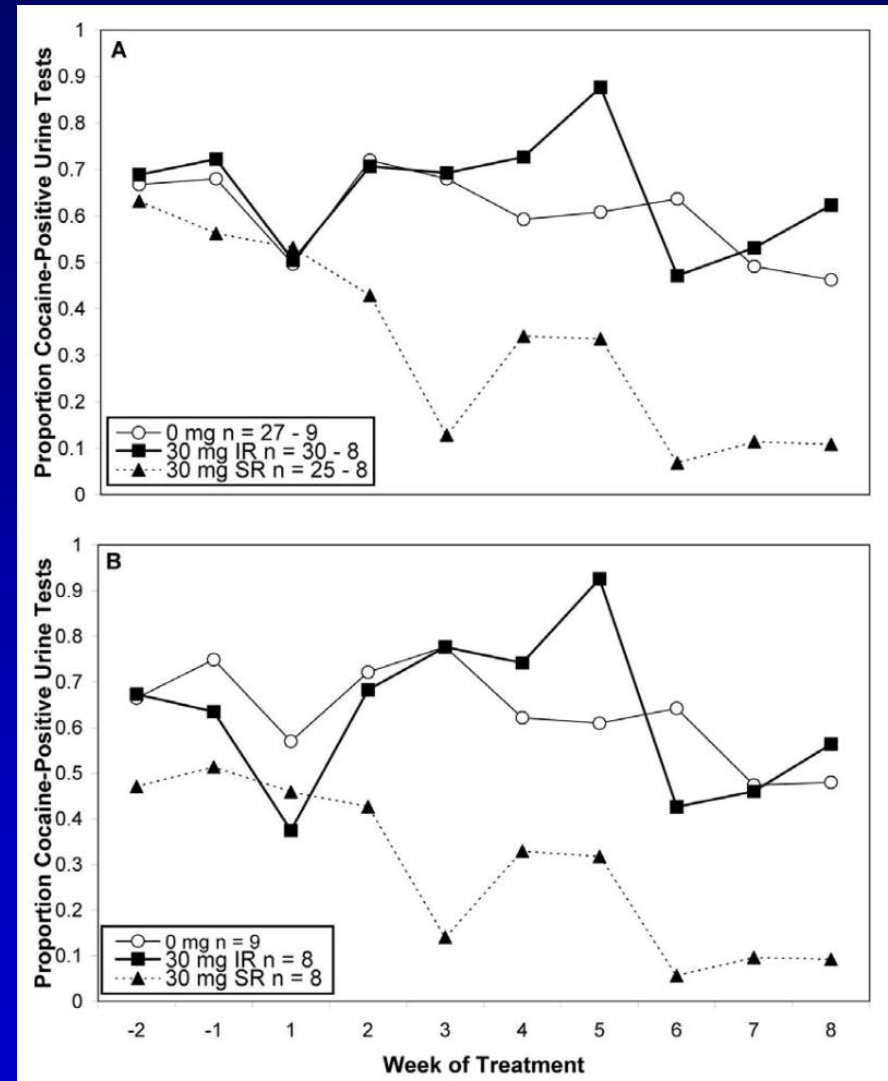 A
Proportion Cocaine-Positive Urine Tests
1
0.9
0.8
0.7
0.6
0.5
0.4
0.3
0.2
0.1
0
0 mg n = 27 - 9
30 mg IR n = 30 - 8
30 mg SR n = 25 - 8
B
Proportion Cocaine-Positive Urine Tests
1
0.9
0.8
0.7
0.6
0.5
0.4
0.3
0.2
0.1
0
0 mg n = 9
30 mg IR n = 8
30 mg SR n = 8
-2 -1 1 2 3 4 5 6 7 8
Week of Treatment